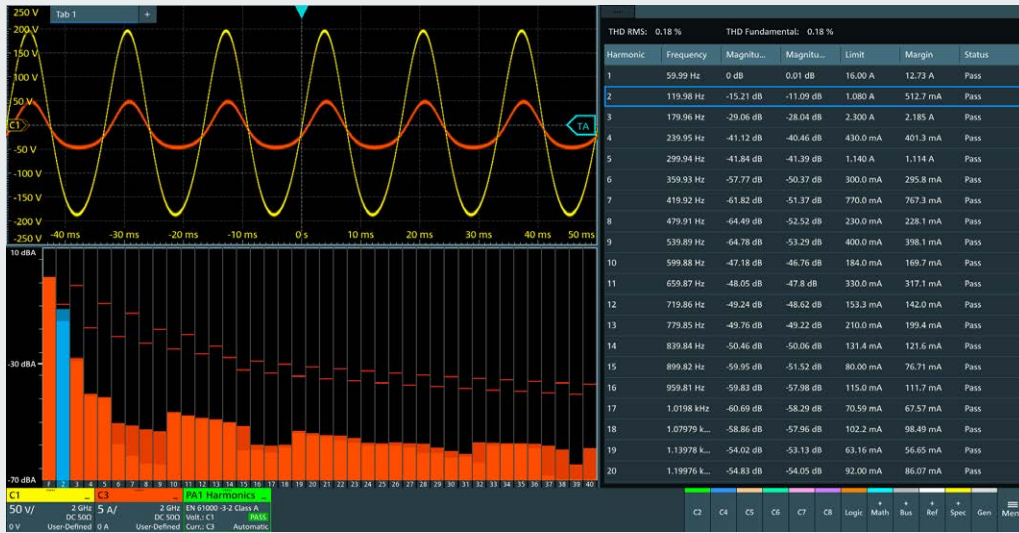 Tab 1 +
250 V
200 V
150 V
100 V
50 V
C1
TA
-50 V
-100 V
-150 V
-200 V
-250 V
-40 ms -30 ms -20 ms -10 ms 0 s 10 ms 20 ms 30 ms 40 ms 50 ms
10 dBA
-30 dBA
-70 dBA
F 2 3 4 5 6 7 8 9 10 11 12 13 14 15 16 17 18 19 20 21 22 23 24 25 26 27 28 29 30 31 32 33 34 35 36 37 38 39 40
THD RMS: 0.18 % THD Fundamental: 0.18 %
Harmonic Frequency Magnitu... Magnitu... Limit Margin Status
1 59.99 Hz 0 dB 0.01 dB 16.00 A 12.73 A Pass
2 119.98 Hz -15.21 dB -11.09 dB 1.080 A 512.7 mA Pass
3 179.96 Hz -29.06 dB -28.04 dB 2.300 A 2.185 A Pass
4 239.95 Hz -41.12 dB -40.46 dB 430.0 mA 401.3 mA Pass
5 299.94 Hz -41.84 dB -41.39 dB 1.140 A 1.114 A Pass
6 359.93 Hz -57.77 dB -50.37 dB 300.0 mA 295.8 mA Pass
7 419.92 Hz -61.82 dB -51.37 dB 770.0 mA 767.3 mA Pass
8 479.91 Hz -64.49 dB -52.52 dB 230.0 mA 228.1 mA Pass
9 539.89 Hz -64.78 dB -53.29 dB 400.0 mA 398.1 mA Pass
10 599.88 Hz -47.18 dB -46.76 dB 184.0 mA 169.7 mA Pass
11 659.87 Hz -48.05 dB -47.8 dB 330.0 mA 317.1 mA Pass
12 719.86 Hz -49.24 dB -48.62 dB 153.3 mA 142.0 mA Pass
13 779.85 Hz -49.76 dB -49.22 dB 210.0 mA 199.4 mA Pass
14 839.84 Hz -50.46 dB -50.06 dB 131.4 mA 121.6 mA Pass
15 899.82 Hz -59.95 dB -51.52 dB 80.00 mA 76.71 mA Pass
16 959.81 Hz -59.83 dB -57.98 dB 115.0 mA 111.7 mA Pass
17 1.0198 kHz -60.69 dB -58.29 dB 70.59 mA 67.57 mA Pass
18 1.07979 k... -58.86 dB -57.96 dB 102.2 mA 98.49 mA Pass
19 1.13978 k... -54.02 dB -53.13 dB 63.16 mA 56.65 mA Pass
20 1.19976 k... -54.83 dB -54.05 dB 92.00 mA 86.07 mA Pass
C1 C3 PA1 Harmonics
50 V/ 2 GHz 5 A/ 2 GHz EN 61000 -3-2 Class A
DC 50Ω DC 50Ω Volt.: C1 PASS
0 V User-Defined 0 A User-Defined Curr.: C3 Automatic
C2 C4 C5 C6 C7 C8 Logic Math + Bus + Ref + Spec Gen Menu